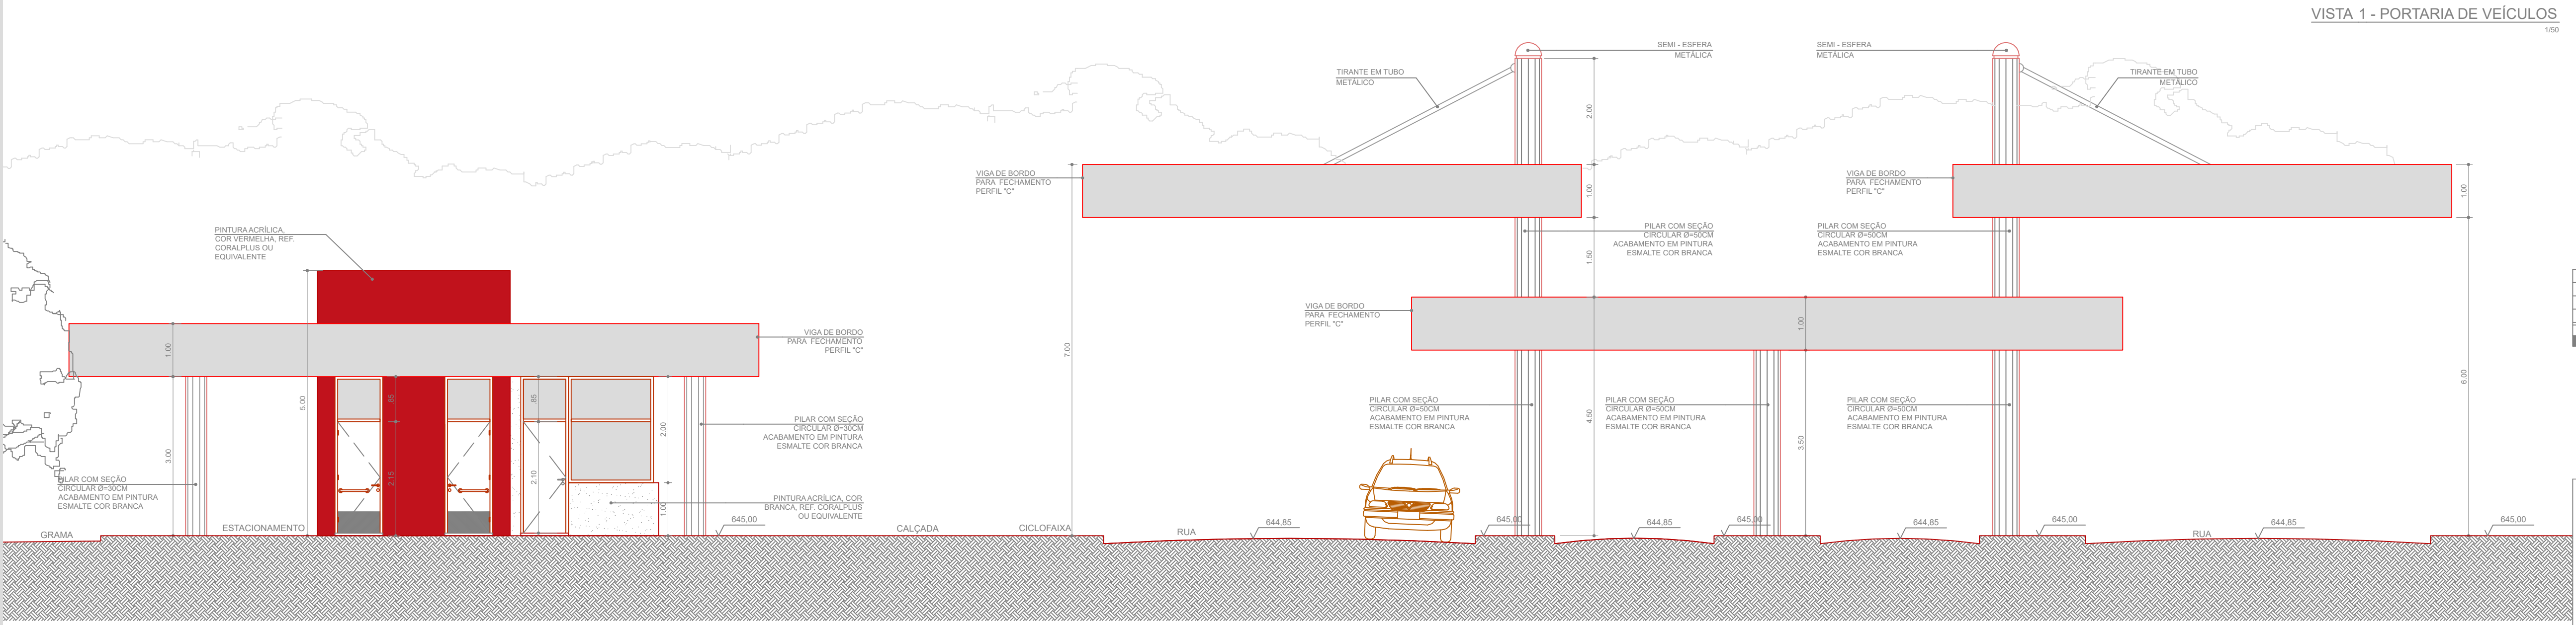 VISTA 1 - PORTARIA DE VEÍCULOS
1/50
SEMI - ESFERA
METÁLICA
SEMI - ESFERA
METÁLICA
TIRANTE EM TUBO
METÁLICO
TIRANTE EM TUBO
METÁLICO
2.00
VIGA DE BORDO
PARA FECHAMENTO
PERFIL "C"
VIGA DE BORDO
PARA FECHAMENTO
PERFIL "C"
1.00
1.00
PINTURA ACRÍLICA,
COR VERMELHA, REF.
CORALPLUS OU
EQUIVALENTE
PILAR COM SEÇÃO
CIRCULAR Ø=50CM
ACABAMENTO EM PINTURA
ESMALTE COR BRANCA
PILAR COM SEÇÃO
CIRCULAR Ø=50CM
ACABAMENTO EM PINTURA
ESMALTE COR BRANCA
1.50
VIGA DE BORDO
PARA FECHAMENTO
PERFIL "C"
1.00
VIGA DE BORDO
PARA FECHAMENTO
PERFIL "C"
1.00
7.00
6.00
5.00
.85
.85
PILAR COM SEÇÃO
CIRCULAR Ø=50CM
ACABAMENTO EM PINTURA
ESMALTE COR BRANCA
PILAR COM SEÇÃO
CIRCULAR Ø=50CM
ACABAMENTO EM PINTURA
ESMALTE COR BRANCA
PILAR COM SEÇÃO
CIRCULAR Ø=50CM
ACABAMENTO EM PINTURA
ESMALTE COR BRANCA
4.50
3.50
PILAR COM SEÇÃO
CIRCULAR Ø=30CM
ACABAMENTO EM PINTURA
ESMALTE COR BRANCA
2.00
3.00
2.15
2.10
PILAR COM SEÇÃO
CIRCULAR Ø=30CM
ACABAMENTO EM PINTURA
ESMALTE COR BRANCA
PINTURA ACRÍLICA, COR
BRANCA, REF. CORALPLUS
OU EQUIVALENTE
1.00
GRAMA
ESTACIONAMENTO
645,00
CALÇADA
CICLOFAIXA
RUA
644,85
645,00
644,85
645,00
644,85
645,00
RUA
644,85
645,00